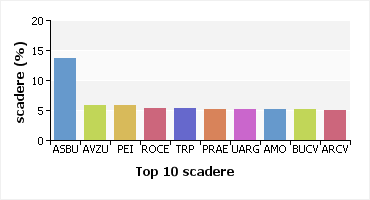 20
15
10
5
0
scadere (%)
ASBU AVZU PEI ROCE TRP PRAE UARG AMO BUCV ARCV
Top 10 scadere